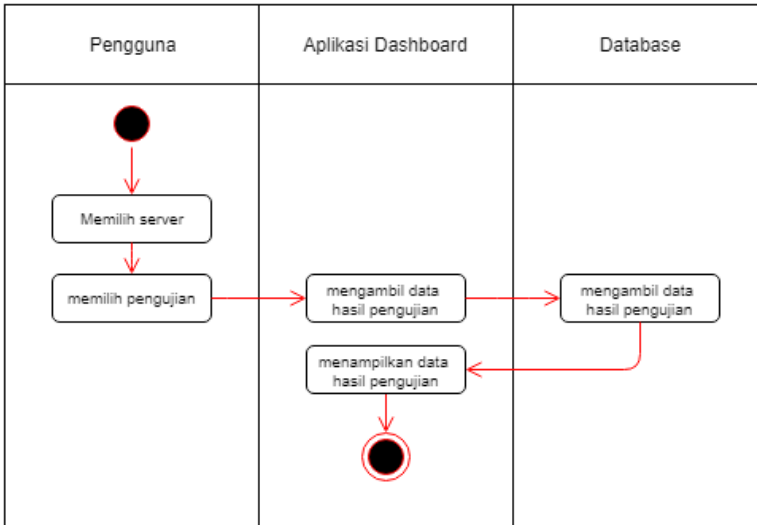 Pengguna
Aplikasi Dashboard
Database
Memilih server
memilih pengujian
mengambil data
hasil pengujian
mengambil data
hasil pengujian
menampilkan data
hasil pengujian